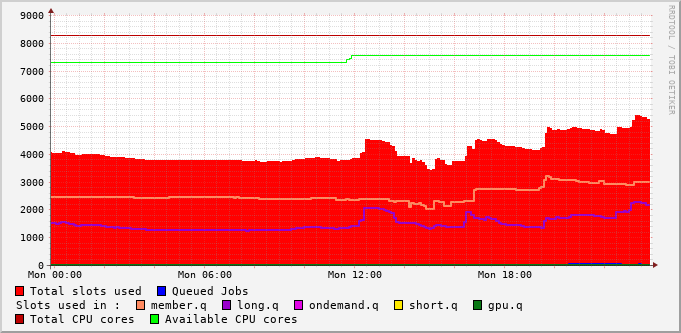 9000
8000
7000
6000
5000
4000
3000
2000
1000
0
Mon 00:00 Mon 06:00 Mon 12:00 Mon 18:00
RRDTOOL / TOBI OETIKER
Total slots used Queued Jobs
Slots used in : member.q long.q ondemand.q short.q gpu.q
Total CPU cores Available CPU cores